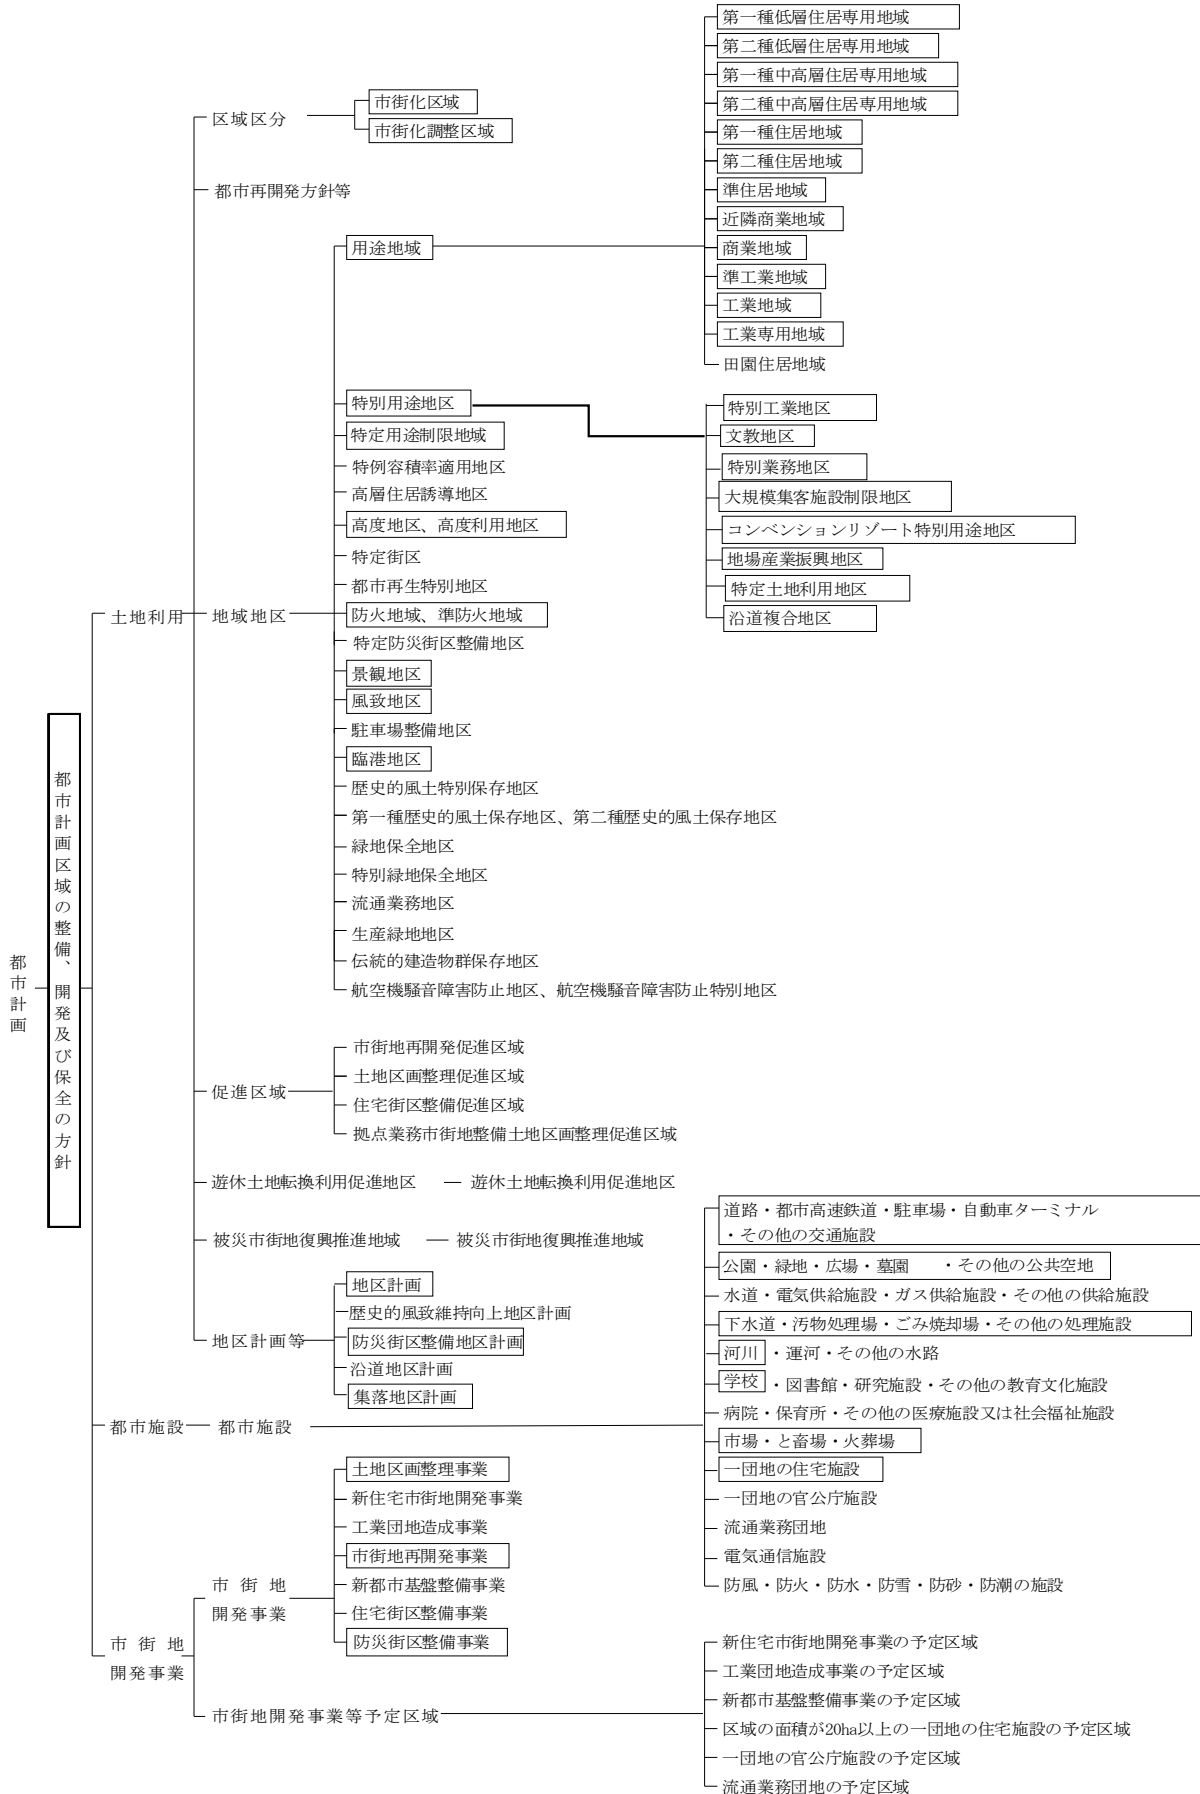 都市計画
都市計画区域の整備、開発及び保全の方針
土地利用
区域区分
市街化区域
市街化調整区域
都市再開発方針等
地域地区
用途地域
第一種低層住居専用地域
第二種低層住居専用地域
第一種中高層住居専用地域
第二種中高層住居専用地域
第一種住居地域
第二種住居地域
準住居地域
近隣商業地域
商業地域
準工業地域
工業地域
工業専用地域
田園住居地域
特別用途地区
特別工業地区
文教地区
特別業務地区
大規模集客施設制限地区
コンベンションリゾート特別用途地区
地場産業振興地区
特定土地利用地区
沿道複合地区
特定用途制限地域
特例容積率適用地区
高層住居誘導地区
高度地区、高度利用地区
特定街区
都市再生特別地区
防火地域、準防火地域
特定防災街区整備地区
景観地区
風致地区
駐車場整備地区
臨港地区
歴史的風土特別保存地区
第一種歴史的風土保存地区、第二種歴史的風土保存地区
緑地保全地区
特別緑地保全地区
流通業務地区
生産緑地地区
伝統的建造物群保存地区
航空機騒音障害防止地区、航空機騒音障害防止特別地区
促進区域
市街地再開発促進区域
土地区画整理促進区域
住宅街区整備促進区域
拠点業務市街地整備土地区画整理促進区域
遊休土地転換利用促進地区
遊休土地転換利用促進地区
被災市街地復興推進地域
被災市街地復興推進地域
地区計画等
地区計画
歴史的風致維持向上地区計画
防災街区整備地区計画
沿道地区計画
集落地区計画
都市施設
都市施設
道路・都市高速鉄道・駐車場・自動車ターミナル
・その他の交通施設
公園・緑地・広場・墓園　・その他の公共空地
水道・電気供給施設・ガス供給施設・その他の供給施設
下水道・汚物処理場・ごみ焼却場・その他の処理施設
河川・運河・その他の水路
学校・図書館・研究施設・その他の教育文化施設
病院・保育所・その他の医療施設又は社会福祉施設
市場・と畜場・火葬場
一団地の住宅施設
一団地の官公庁施設
流通業務団地
電気通信施設
防風・防火・防水・防雪・防砂・防潮の施設
市街地
開発事業
市街地
開発事業
土地区画整理事業
新住宅市街地開発事業
工業団地造成事業
市街地再開発事業
新都市基盤整備事業
住宅街区整備事業
防災街区整備事業
市街地開発事業等予定区域
新住宅市街地開発事業の予定区域
工業団地造成事業の予定区域
新都市基盤整備事業の予定区域
区域の面積が20ha以上の一団地の住宅施設の予定区域
一団地の官公庁施設の予定区域
流通業務団地の予定区域